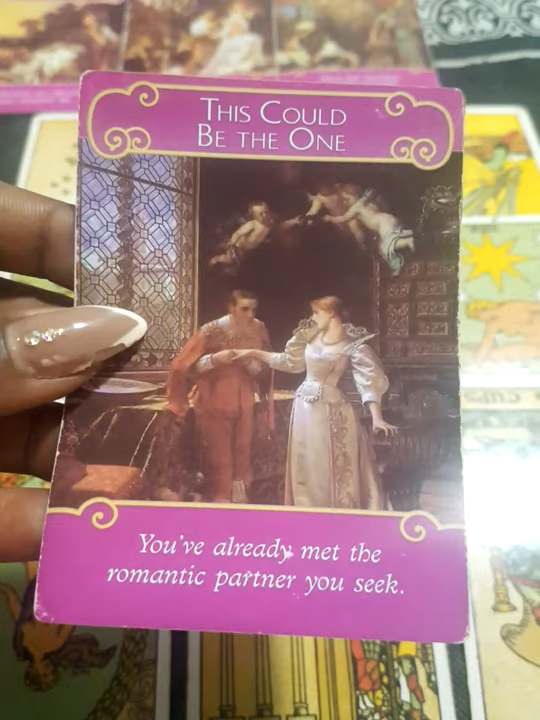 THIS COULD
BE THE ONE
You've already met the
romantic partner you seek.